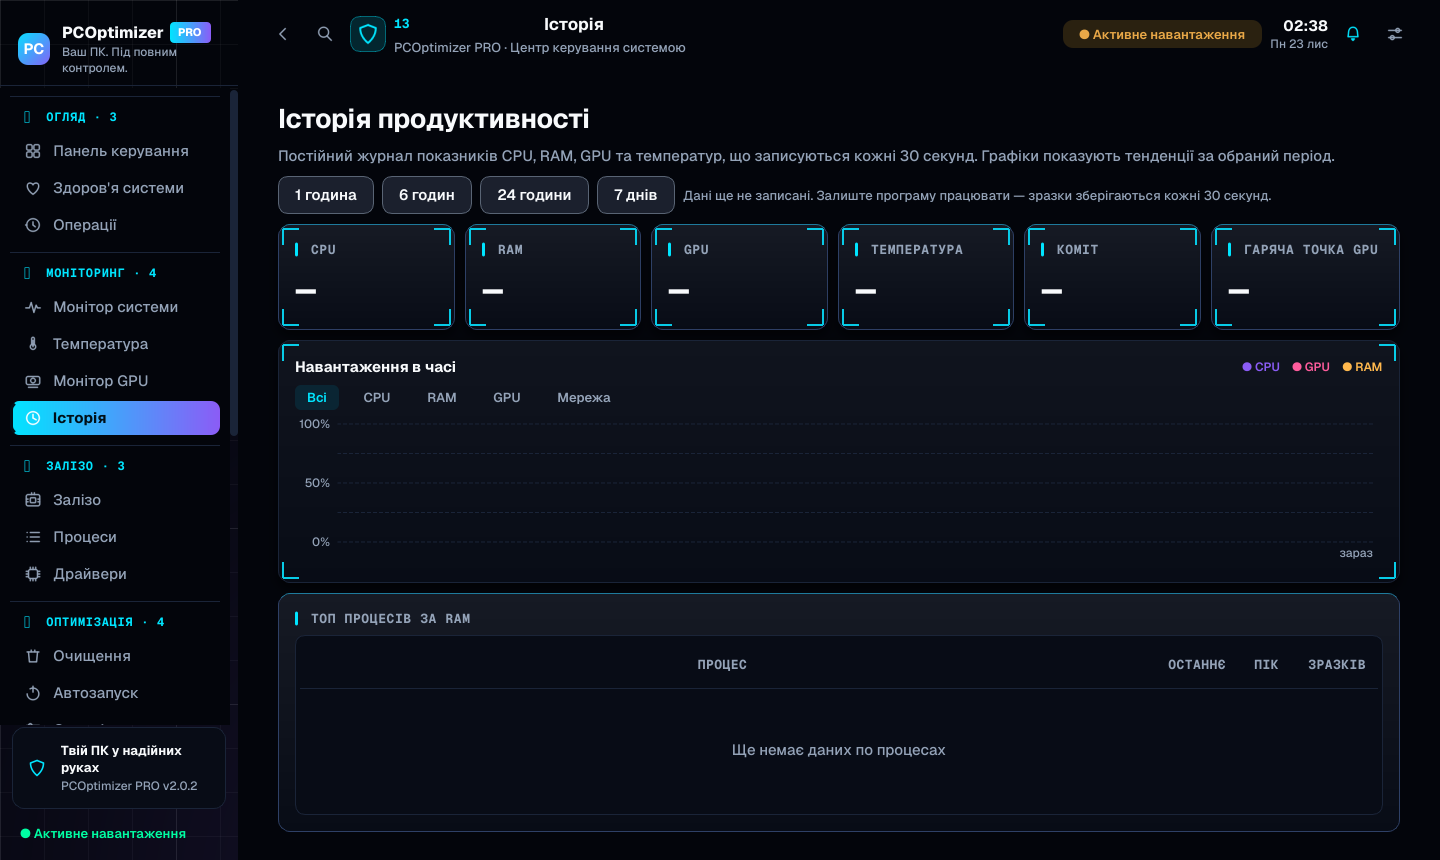 PC
PCOptimizer PRO
Ваш ПК. Під повним
контролем.
ОГЛЯД · 3
Панель керування
Здоров'я системи
Операції
МОНІТОРИНГ · 4
Монітор системи
Температура
Монітор GPU
Історія
ЗАЛІЗО · 3
Залізо
Процеси
Драйвери
ОПТИМІЗАЦІЯ · 4
Очищення
Автозапуск
Твій ПК у надійних
руках
PCOptimizer PRO v2.0.2
Активне навантаження
13
Історія
PCOptimizer PRO · Центр керування системою
Активне навантаження
02:38
Пн 23 лис
Історія продуктивності
Постійний журнал показників CPU, RAM, GPU та температур, що записуються кожні 30 секунд. Графіки показують тенденції за обраний період.
1 година 6 годин 24 години 7 днів Дані ще не записані. Залиште програму працювати — зразки зберігаються кожні 30 секунд.
CPU RAM GPU ТЕМПЕРАТУРА КОМІТ ГАРЯЧА ТОЧКА GPU
— — — — — —
Навантаження в часі CPU GPU RAM
Всі CPU RAM GPU Мережа
100%
50%
0%
зараз
ТОП ПРОЦЕСІВ ЗА RAM
ПРОЦЕС ОСТАННЄ ПІК ЗРАЗКІВ
Ще немає даних по процесах